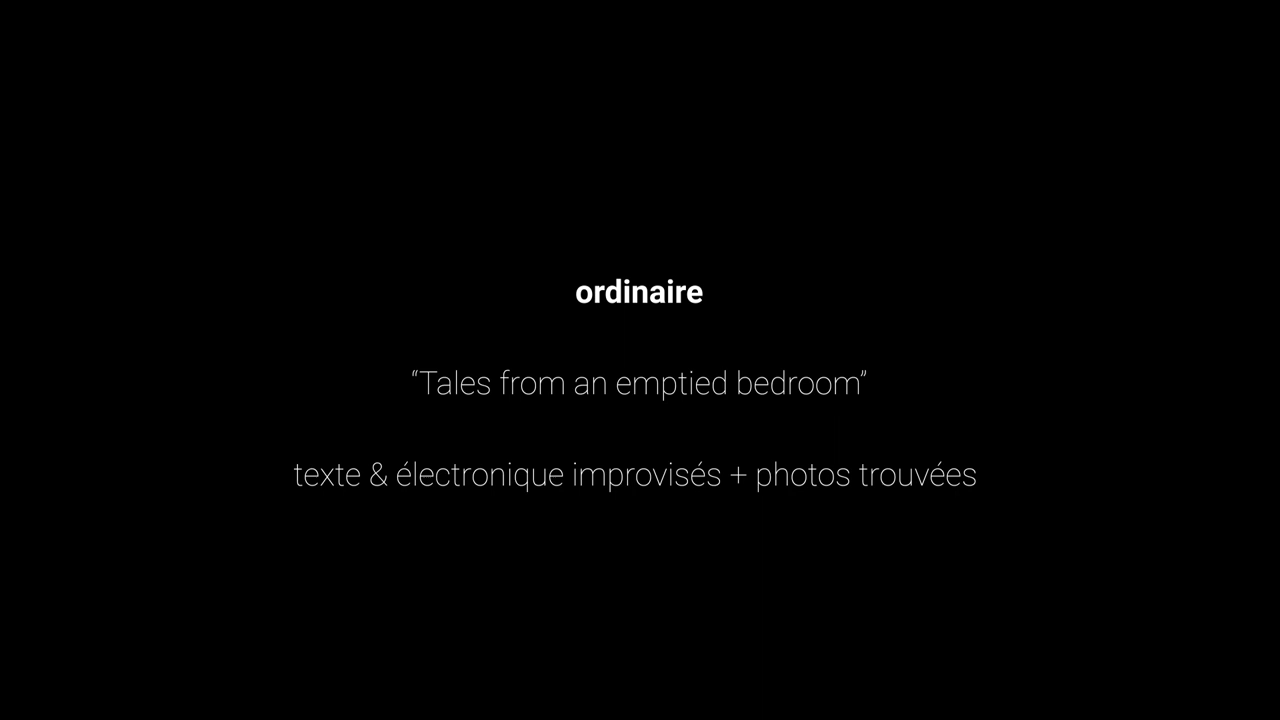 ordinaire
“Tales from an emptied bedroom”
texte & électronique improvisés + photos trouvées